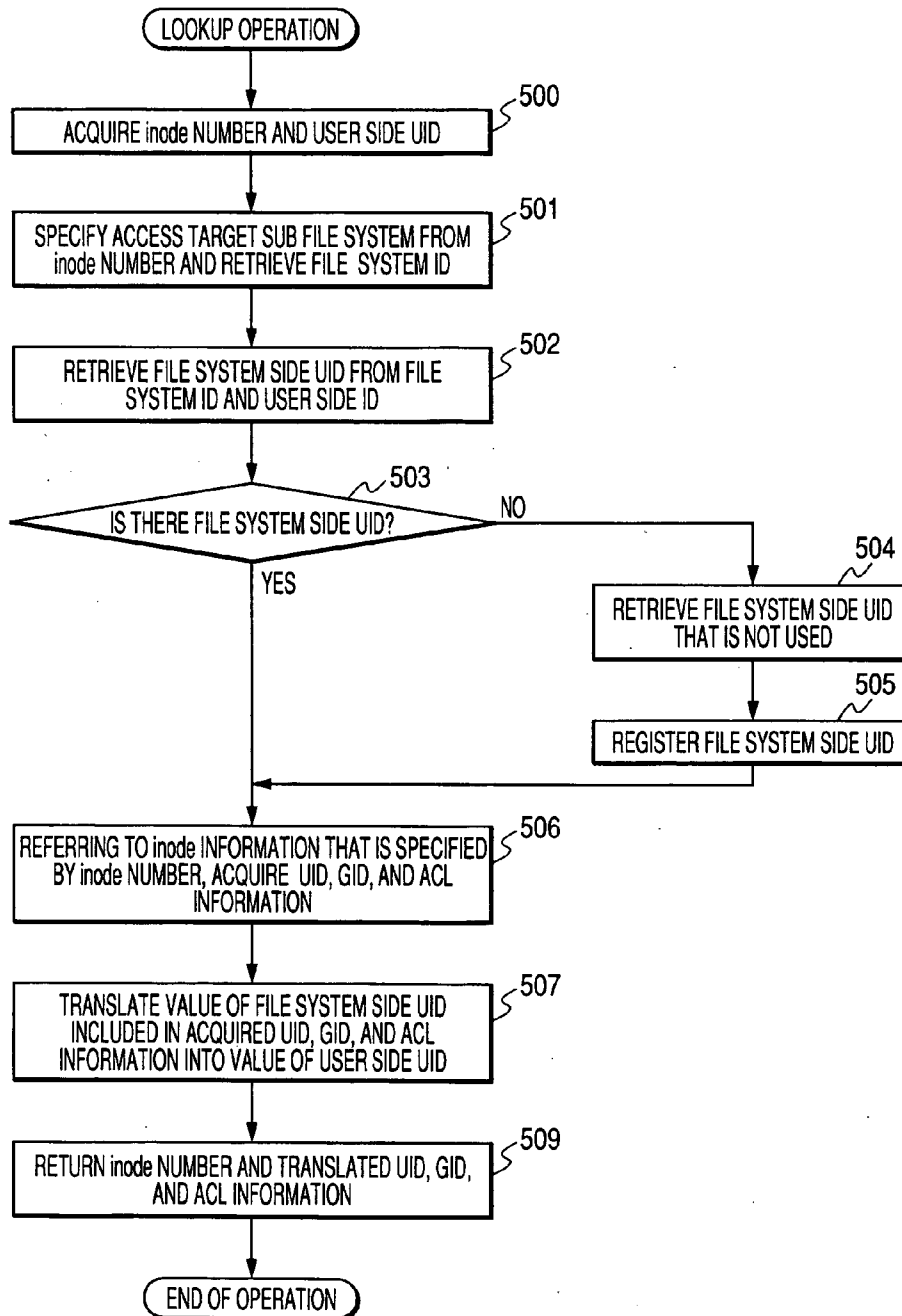 LOOKUP OPERATION
500
ACQUIRE inode NUMBER AND USER SIDE UID
501
SPECIFY ACCESS TARGET SUB FILE SYSTEM FROM
inode NUMBER AND RETRIEVE FILE SYSTEM ID
502
RETRIEVE FILE SYSTEM SIDE UID FROM FILE
SYSTEM ID AND USER SIDE ID
503
IS THERE FILE SYSTEM SIDE UID?
NO
YES
504
RETRIEVE FILE SYSTEM SIDE UID
THAT IS NOT USED
505
REGISTER FILE SYSTEM SIDE UID
506
REFERRING TO inode INFORMATION THAT IS SPECIFIED
BY inode NUMBER, ACQUIRE UID, GID, AND ACL
INFORMATION
507
TRANSLATE VALUE OF FILE SYSTEM SIDE UID
INCLUDED IN ACQUIRED UID, GID, AND ACL
INFORMATION INTO VALUE OF USER SIDE UID
509
RETURN inode NUMBER AND TRANSLATED UID, GID,
AND ACL INFORMATION
END OF OPERATION